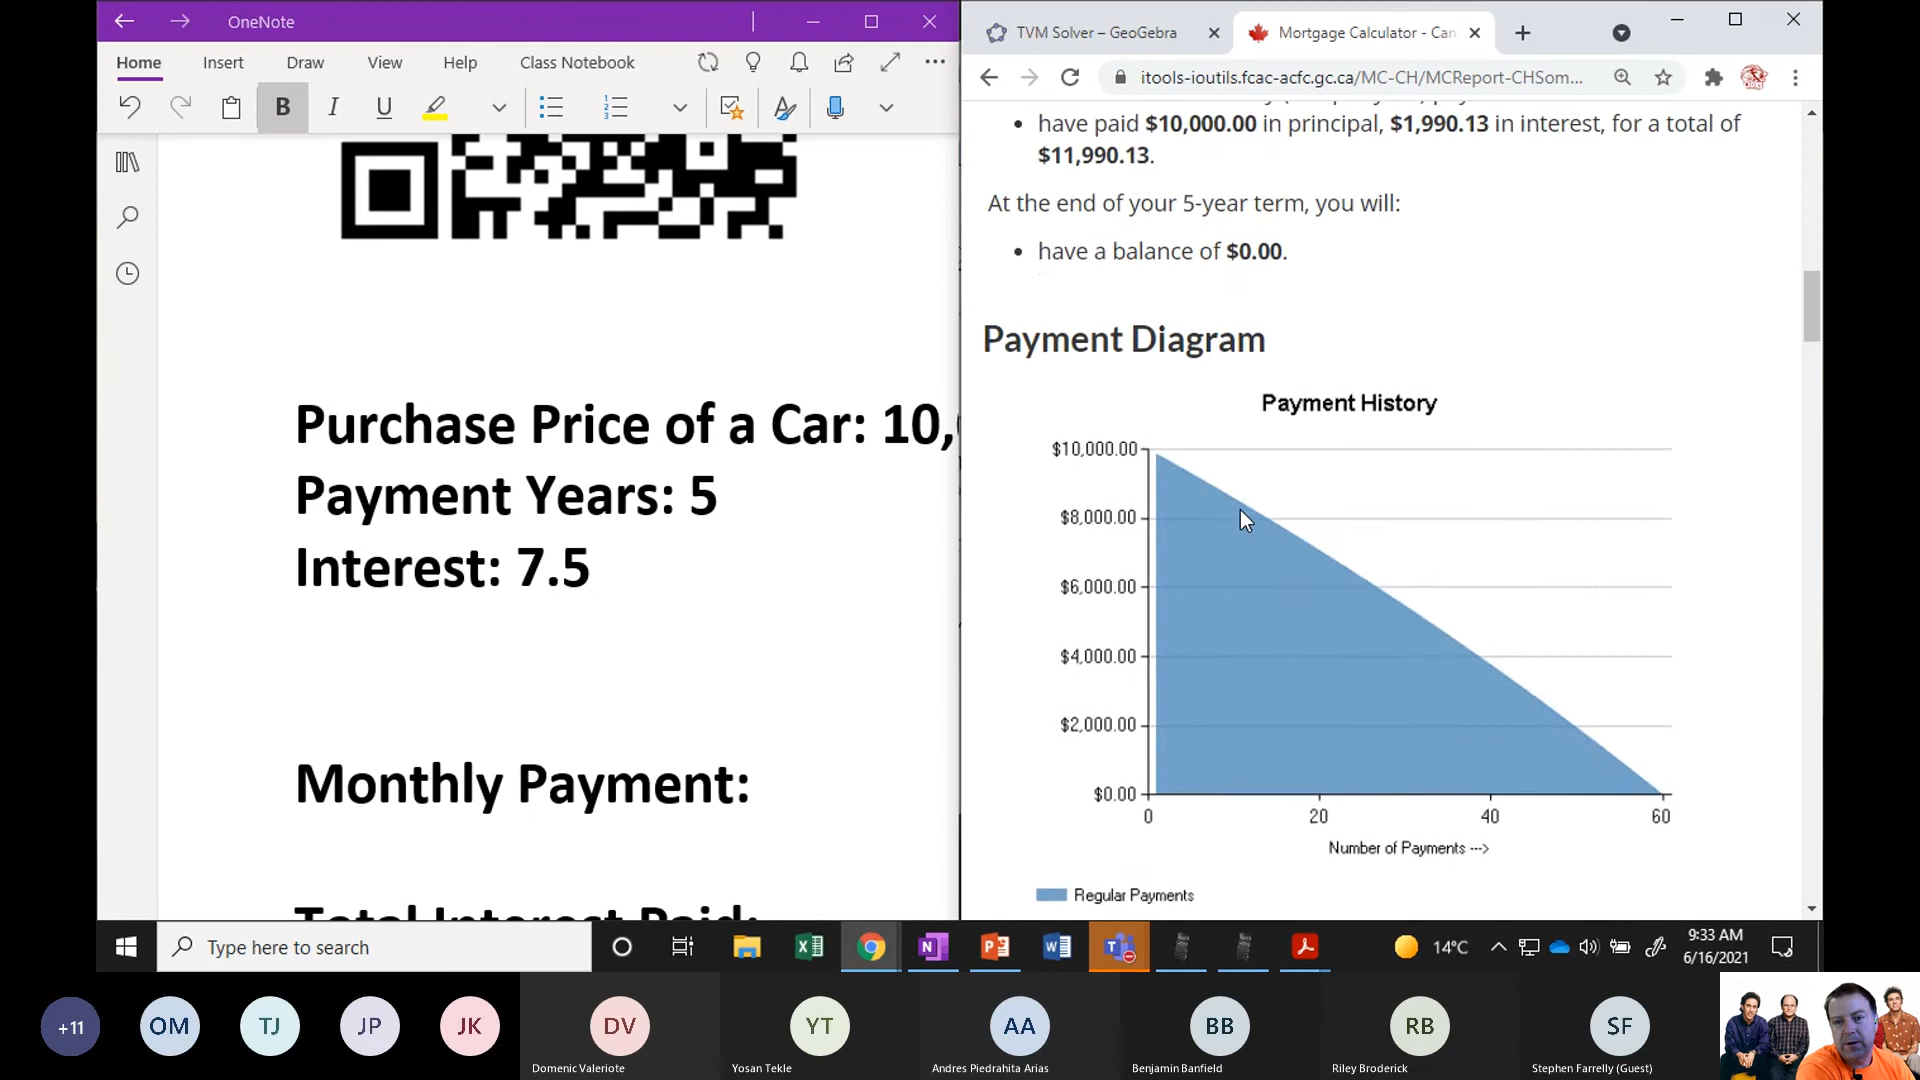 OneNote
Home Insert Draw View Help Class Notebook
B I U
Purchase Price of a Car: 10,
Payment Years: 5
Interest: 7.5
Monthly Payment:
Total Interest Paid:
TVM Solver – GeoGebra
Mortgage Calculator - Can
itools-ioutils.fcac-acfc.gc.ca/MC-CH/MCReport-CHSom...
have paid $10,000.00 in principal, $1,990.13 in interest, for a total of
$11,990.13.
At the end of your 5-year term, you will:
have a balance of $0.00.
Payment Diagram
Payment History
$10,000.00
$8,000.00
$6,000.00
$4,000.00
$2,000.00
$0.00
0 20 40 60
Number of Payments --->
Regular Payments
Type here to search
14°C
9:33 AM
6/16/2021
+11 OM TJ JP JK DV YT AA BB RB SF
Domenic Valeriote Yosan Tekle Andres Piedrahita Arias Benjamin Banfield Riley Broderick Stephen Farrelly (Guest)